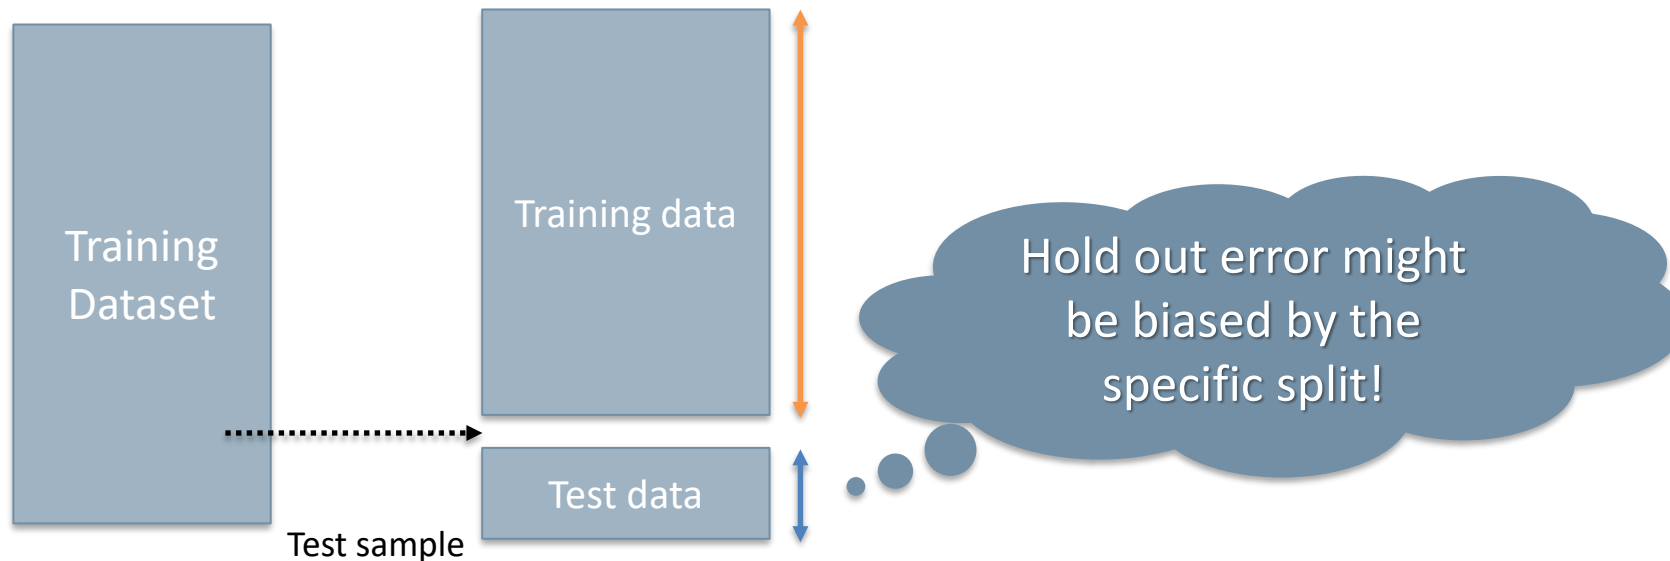 Training
Dataset
Training data
Test data
Test sample
Hold out error might
be biased by the
specific split!